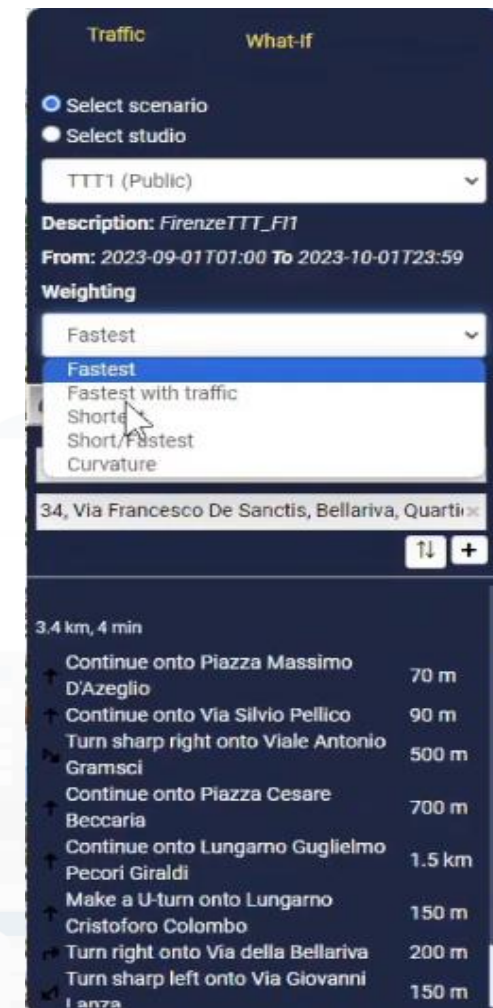 Traffic
What-If
Select scenario
Select studio
TTT1 (Public)
Description: FirenzeTTT_FI1
From: 2023-09-01T01:00 To 2023-10-01T23:59
Weighting
Fastest
Fastest
Fastest with traffic
Short/Fastest
Curvature
34, Via Francesco De Sanctis, Bellariva,
3.4 km, 4 min
Continue onto Piazza Massimo
D'Azeglio
70 m
Continue onto Via Silvio Pellico
90 m
Turn sharp right onto Viale Antonio
Gramsci
500 m
Continue onto Piazza Cesare
Beccaria
700 m
Continue onto Lungarno Guglielmo
Pecori Giraldi
1.5 km
Make a U-turn onto Lungarno
Cristoforo Colombo
150 m
Turn right onto Via della Bellariva
200 m
Turn sharp left onto Via Giovanni
Lanza
150 m